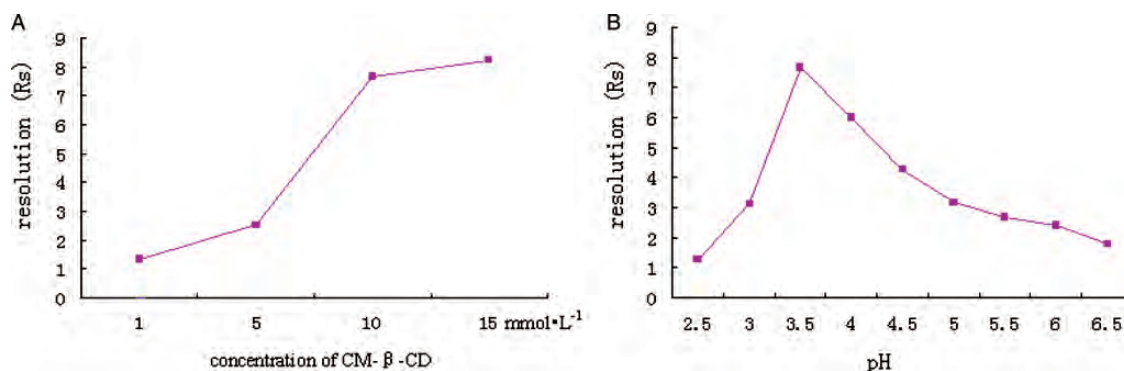 A
9
8
7
6
5
4
3
2
1
0
resolution (Rs)
1 5 10 15 mmol•L⁻¹
concentration of CM-β-CD
B
9
8
7
6
5
4
3
2
1
0
resolution (Rs)
2.5 3 3.5 4 4.5 5 5.5 6 6.5
pH